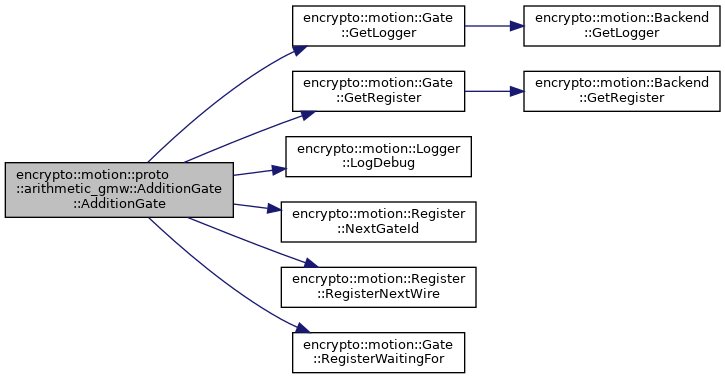 encrypto::motion::proto
::arithmetic_gmw::AdditionGate
::AdditionGate
encrypto::motion::Gate
::GetLogger
encrypto::motion::Backend
::GetLogger
encrypto::motion::Gate
::GetRegister
encrypto::motion::Backend
::GetRegister
encrypto::motion::Logger
::LogDebug
encrypto::motion::Register
::NextGateId
encrypto::motion::Register
::RegisterNextWire
encrypto::motion::Gate
::RegisterWaitingFor